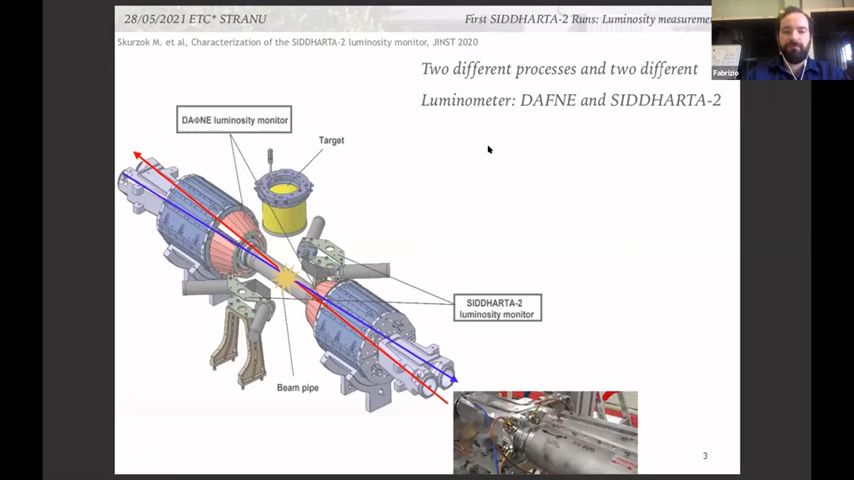 28/05/2021 ETC* STRANU
First SIDDHARTA-2 Runs: Luminosity measurem
Skurzok M. et al, Characterization of the SIDDHARTA-2 luminosity monitor, JINST 2020
Fabrizio
Two different processes and two different
Luminometer: DAFNE and SIDDHARTA-2
DAΦNE luminosity monitor
Target
SIDDHARTA-2
luminosity monitor
Beam pipe
3